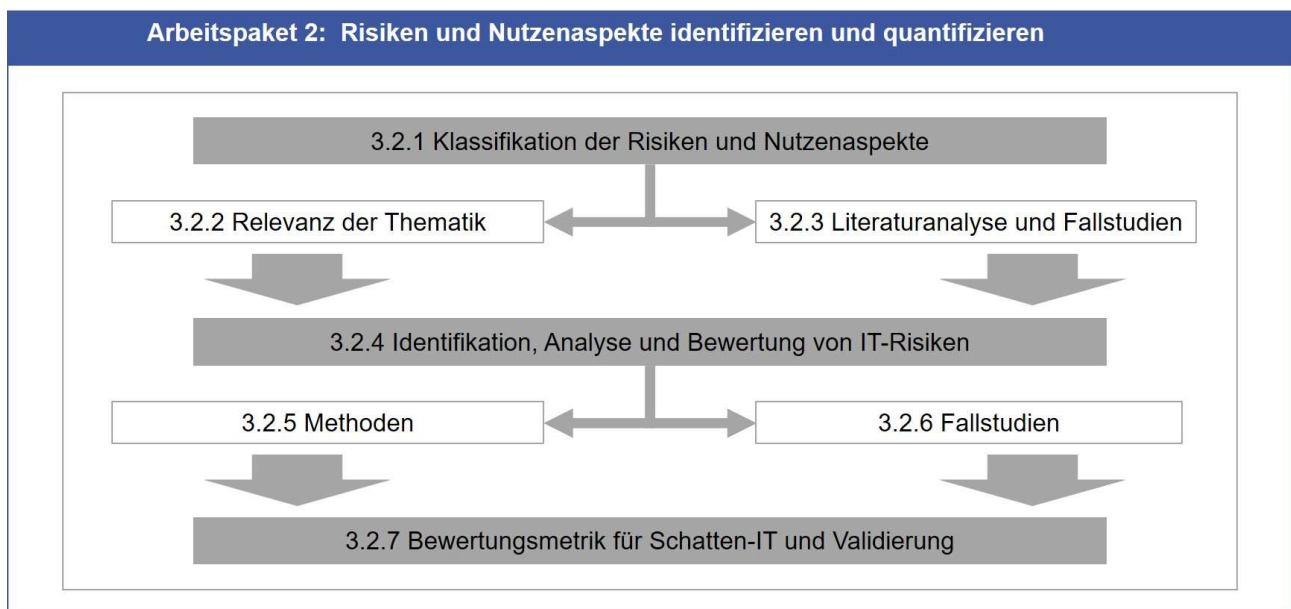 Arbeitspaket 2: Risiken und Nutzenaspekte identifizieren und quantifizieren
3.2.1 Klassifikation der Risiken und Nutzenaspekte
3.2.2 Relevanz der Thematik
3.2.3 Literaturanalyse und Fallstudien
3.2.4 Identifikation, Analyse und Bewertung von IT-Risiken
3.2.5 Methoden
3.2.6 Fallstudien
3.2.7 Bewertungsmetrik für Schatten-IT und Validierung